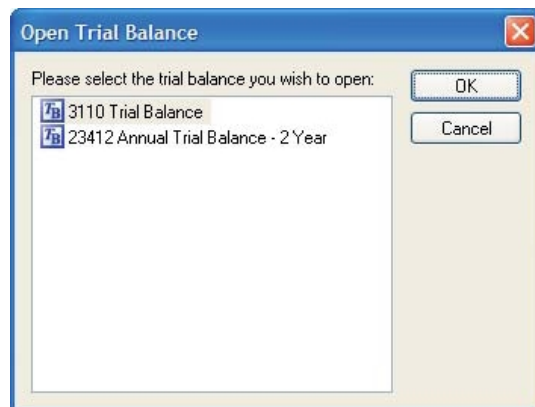 Open Trial Balance
Please select the trial balance you wish to open:
OK
TB 3110 Trial Balance
Cancel
TB 23412 Annual Trial Balance - 2 Year